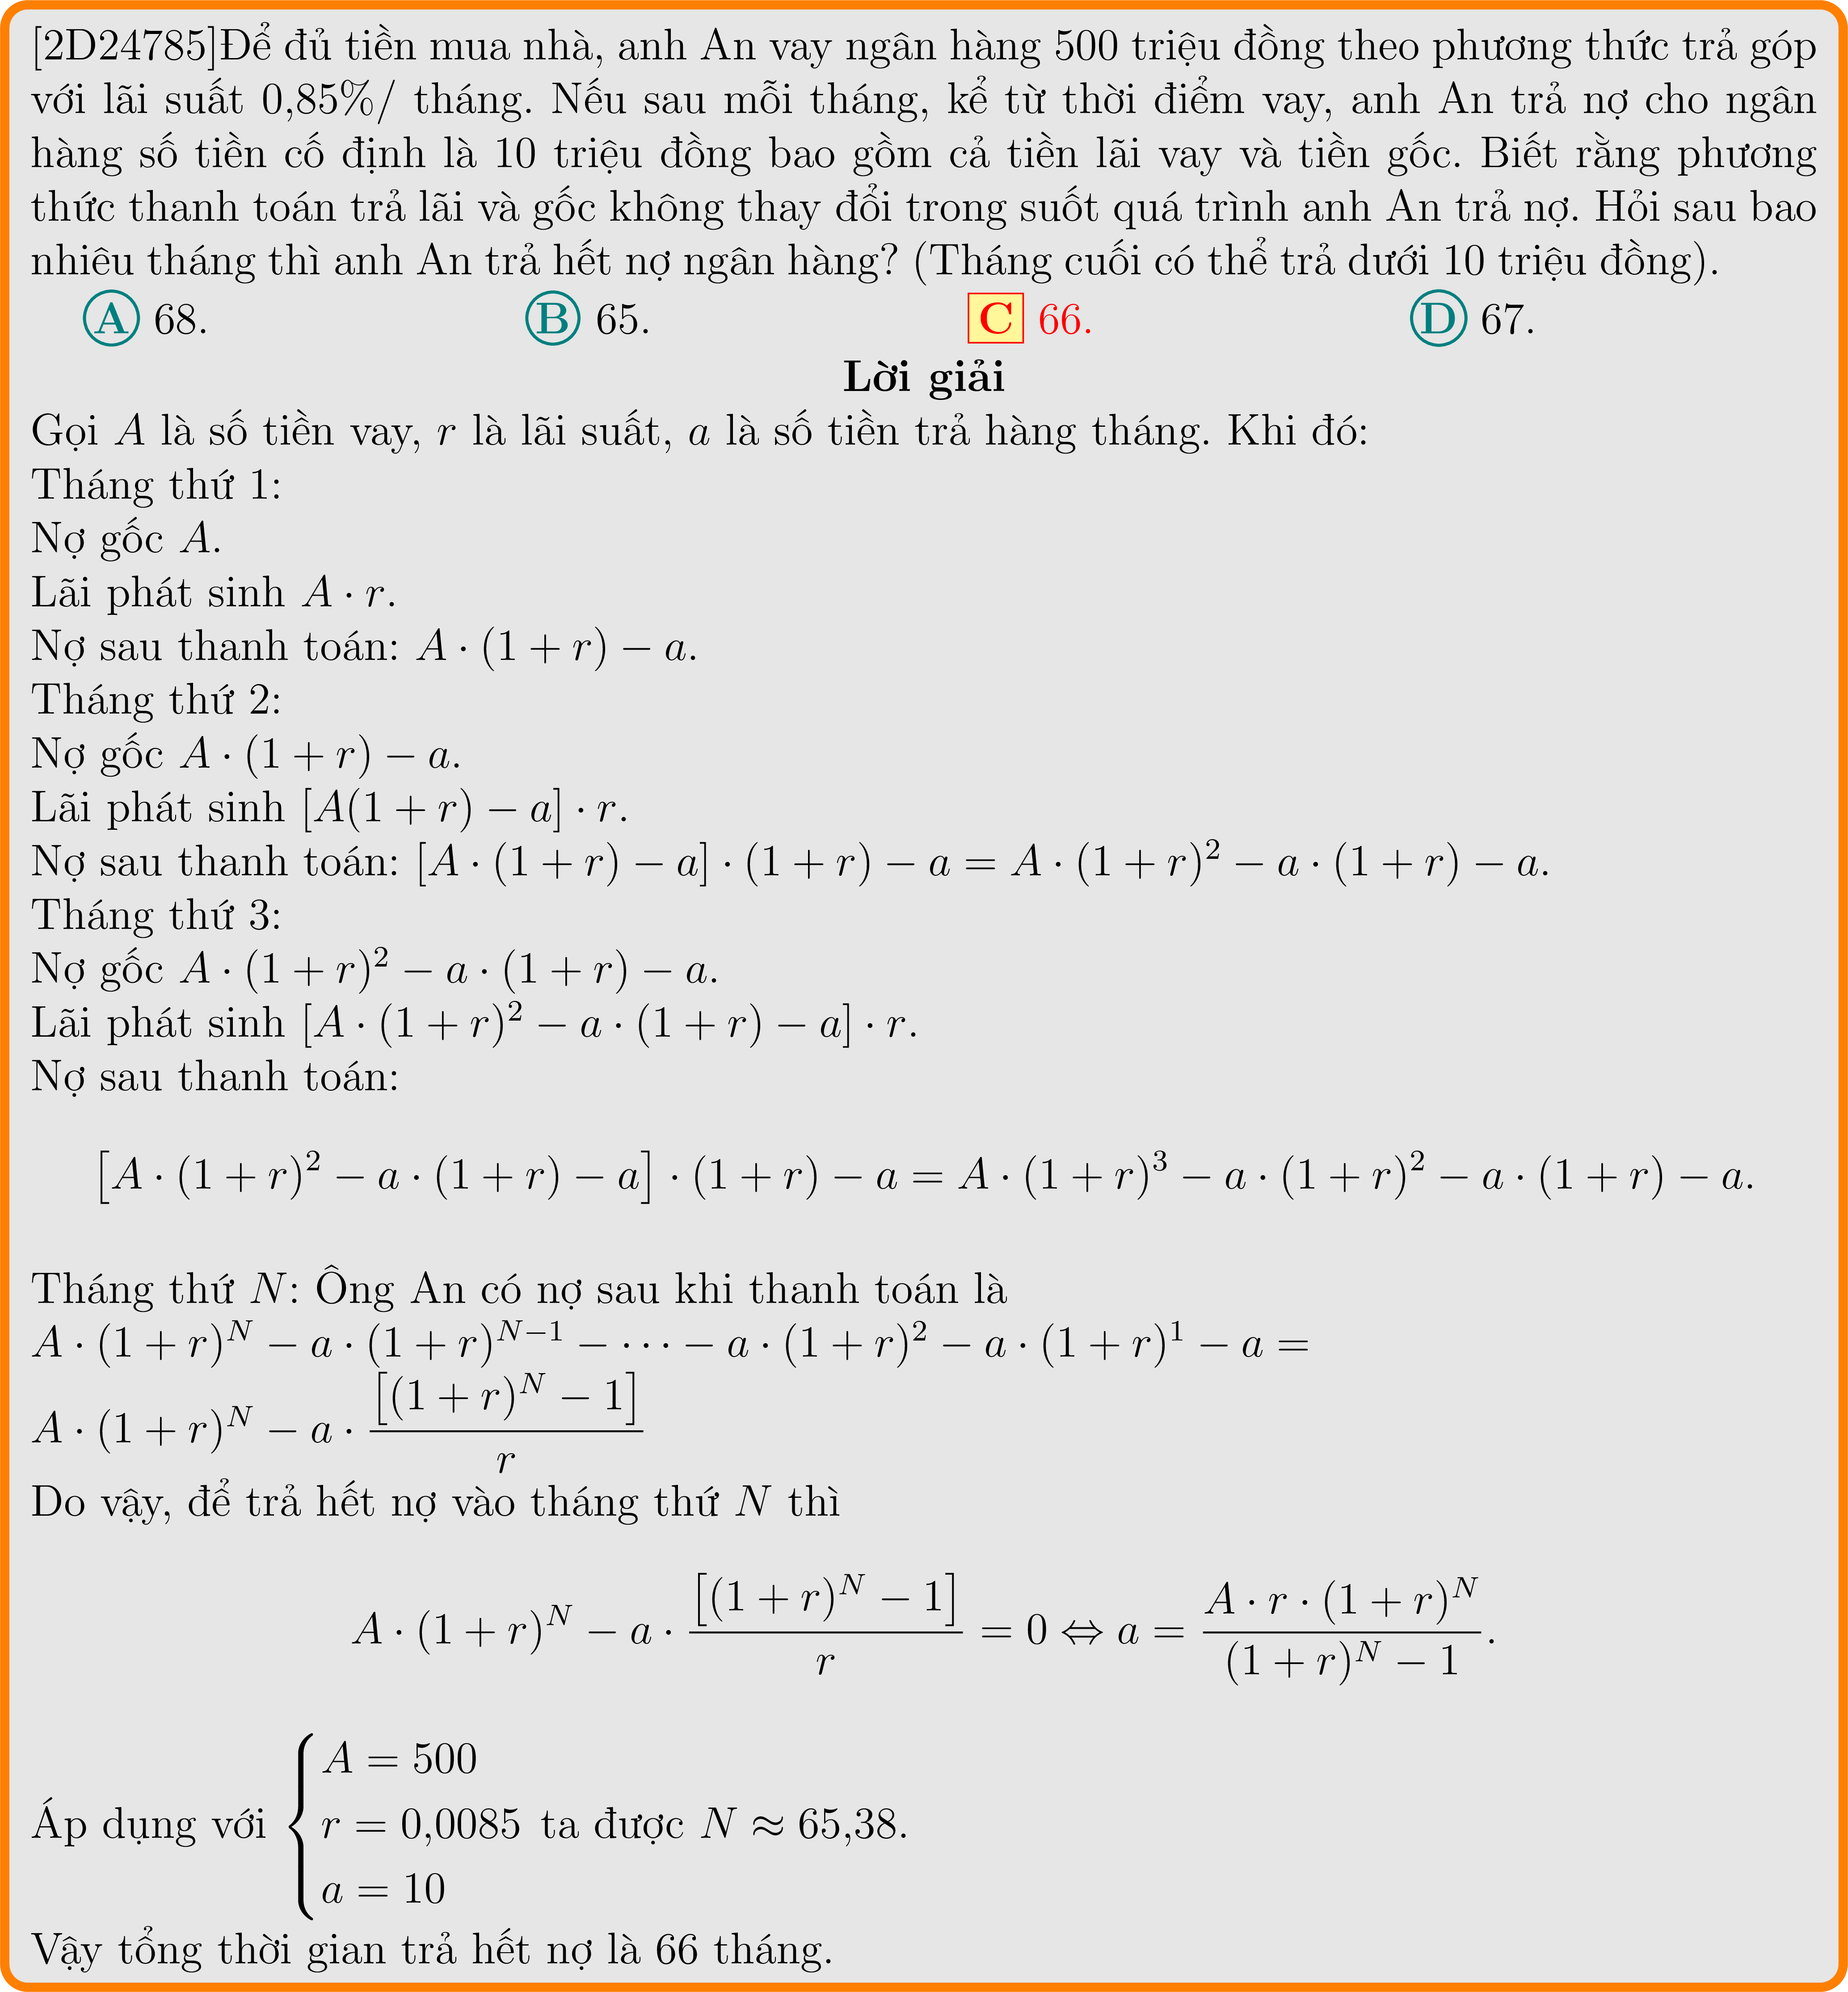 [2D24785]Để đủ tiền mua nhà, anh An vay ngân hàng 500 triệu đồng theo phương thức trả góp
với lãi suất 0,85%/ tháng. Nếu sau mỗi tháng, kể từ thời điểm vay, anh An trả nợ cho ngân
hàng số tiền cố định là 10 triệu đồng bao gồm cả tiền lãi vay và tiền gốc. Biết rằng phương
thức thanh toán trả lãi và gốc không thay đổi trong suốt quá trình anh An trả nợ. Hỏi sau bao
nhiêu tháng thì anh An trả hết nợ ngân hàng? (Tháng cuối có thể trả dưới 10 triệu đồng).
A 68. B 65. C 66. D 67.
Lời giải
Gọi $A$ là số tiền vay, $r$ là lãi suất, $a$ là số tiền trả hàng tháng. Khi đó:
Tháng thứ 1:
Nợ gốc $A$.
Lãi phát sinh $A \cdot r$.
Nợ sau thanh toán: $A \cdot (1 + r) - a$.
Tháng thứ 2:
Nợ gốc $A \cdot (1 + r) - a$.
Lãi phát sinh $[A(1 + r) - a] \cdot r$.
Nợ sau thanh toán: $[A \cdot (1 + r) - a] \cdot (1 + r) - a = A \cdot (1 + r)^2 - a \cdot (1 + r) - a$.
Tháng thứ 3:
Nợ gốc $A \cdot (1 + r)^2 - a \cdot (1 + r) - a$.
Lãi phát sinh $[A \cdot (1 + r)^2 - a \cdot (1 + r) - a] \cdot r$.
Nợ sau thanh toán:
$[A \cdot (1 + r)^2 - a \cdot (1 + r) - a] \cdot (1 + r) - a = A \cdot (1 + r)^3 - a \cdot (1 + r)^2 - a \cdot (1 + r) - a.$
Tháng thứ $N$: Ông An có nợ sau khi thanh toán là
$A \cdot (1 + r)^N - a \cdot (1 + r)^{N-1} - \cdots - a \cdot (1 + r)^2 - a \cdot (1 + r)^1 - a =$
$A \cdot (1 + r)^N - a \cdot \frac{[(1 + r)^N - 1]}{r}$
Do vậy, để trả hết nợ vào tháng thứ $N$ thì
$A \cdot (1 + r)^N - a \cdot \frac{[(1 + r)^N - 1]}{r} = 0 \Leftrightarrow a = \frac{A \cdot r \cdot (1 + r)^N}{(1 + r)^N - 1}.$
Áp dụng với $\begin{cases} A = 500 \\ r = 0{,}0085 \\ a = 10 \end{cases}$ ta được $N \approx 65{,}38$.
Vậy tổng thời gian trả hết nợ là 66 tháng.